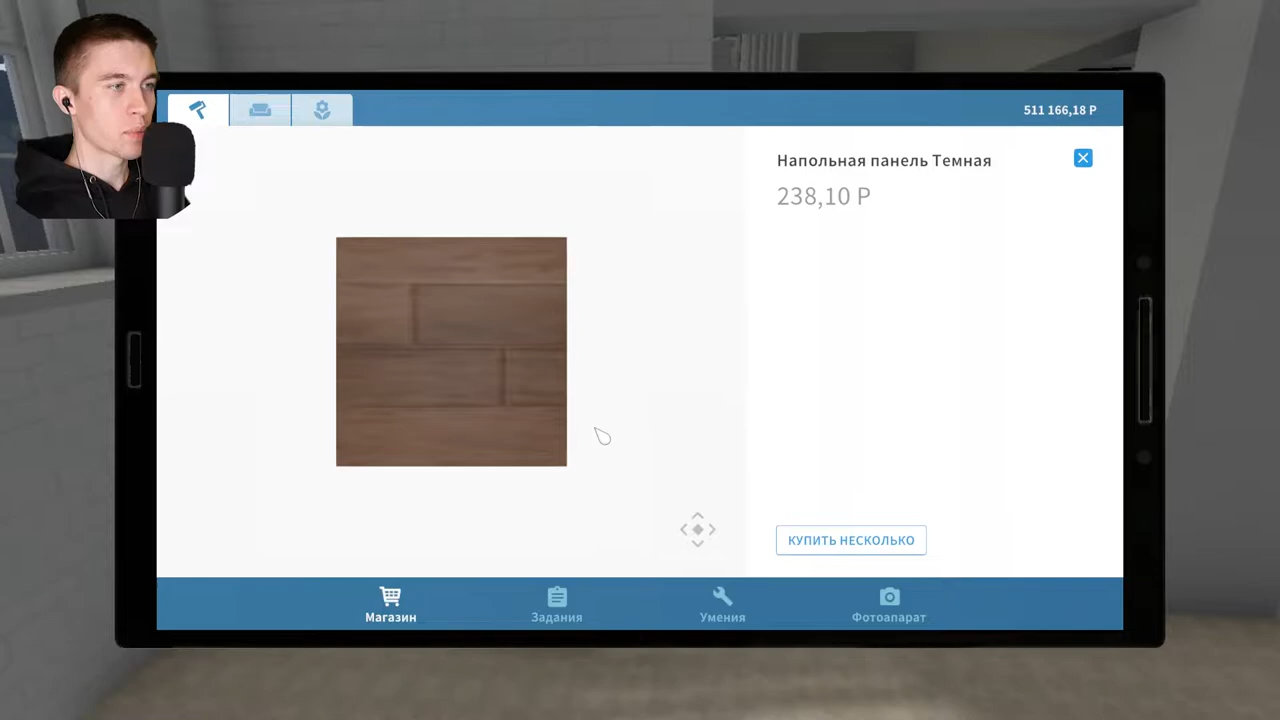 511 166,18 Р
Напольная панель Темная
238,10 Р
КУПИТЬ НЕСКОЛЬКО
Магазин
Задания
Умения
Фотоапарат